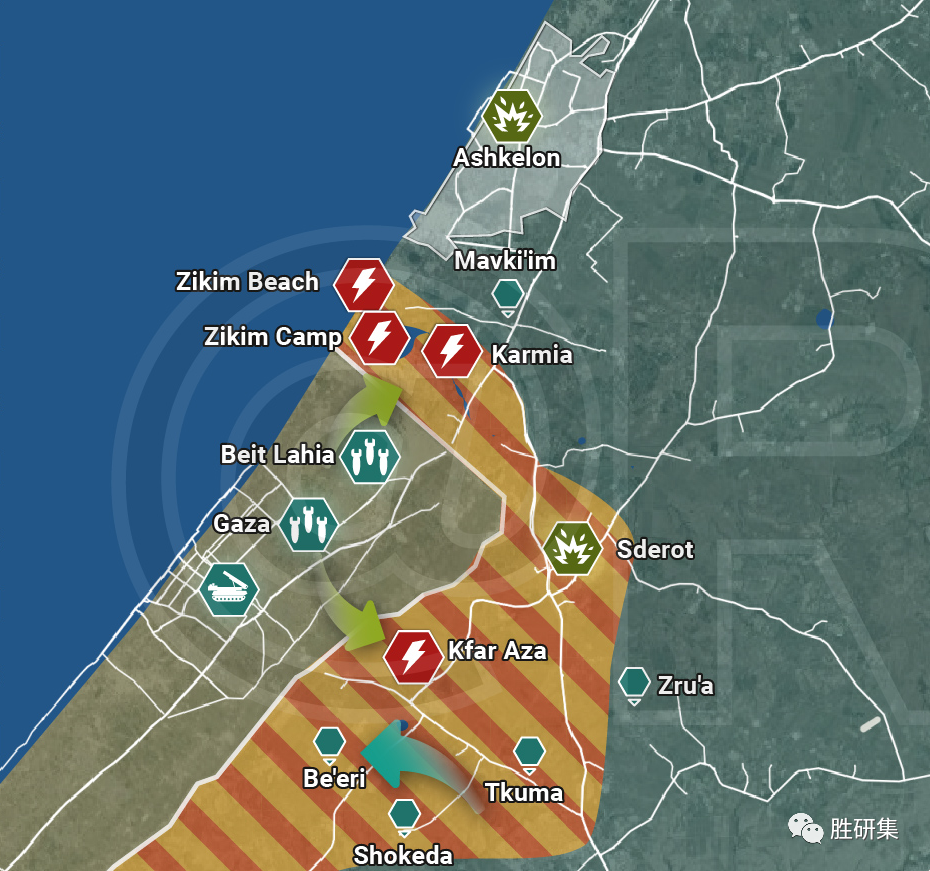 Ashkelon
Mavki'im
Zikim Beach
Zikim Camp
Karmia
Beit Lahia
Gaza
Sderot
Kfar Aza
Zru'a
Be'eri
Tkuma
胜研集
Shokeda